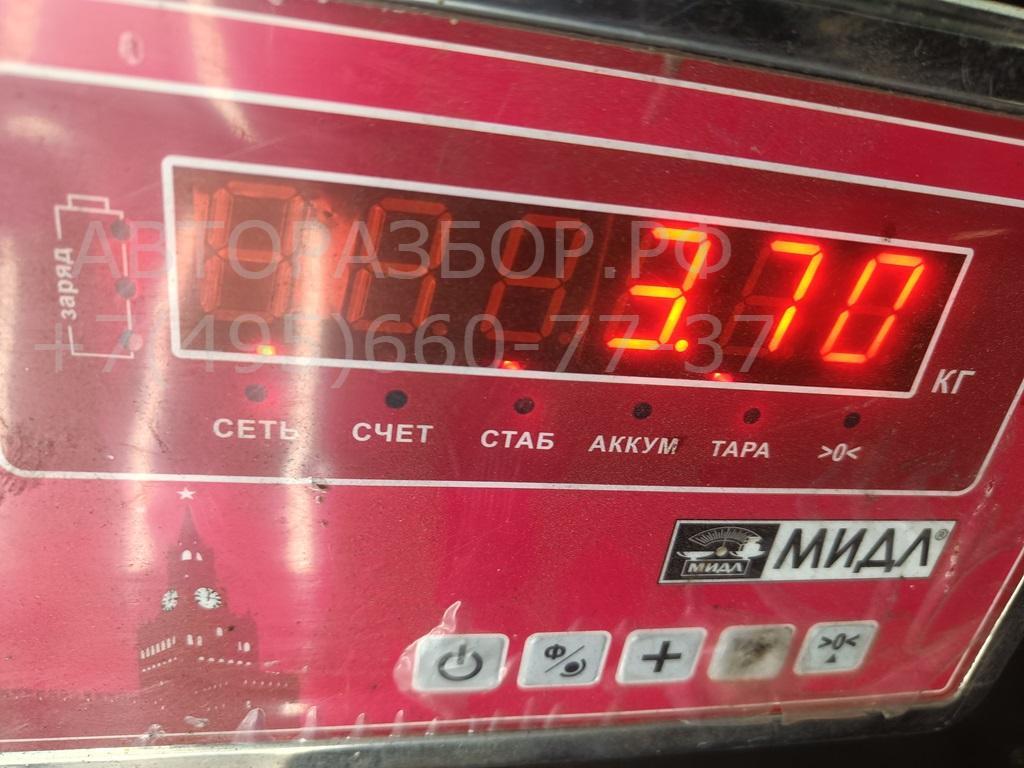 заряд
АВТОРАЗБОР.РФ
+7(495)660-77-37
3.70
КГ
СЕТЬ СЧЕТ СТАБ АККУМ ТАРА >0<
МИДЛ МИДЛ®
Ф + >0<